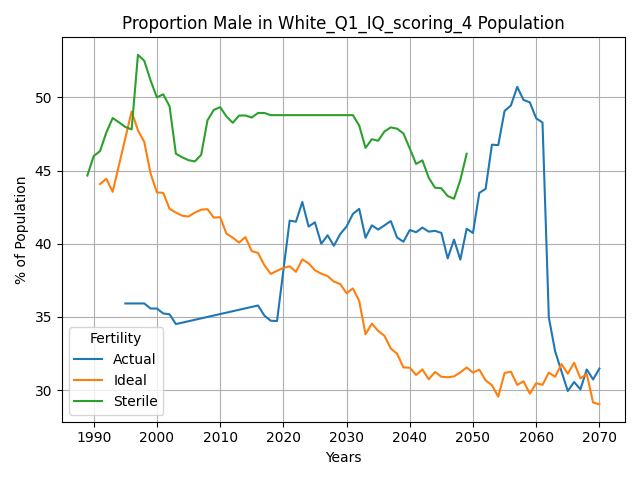 Proportion Male in White_Q1_IQ_scoring_4 Population
% of Population
50
45
40
35
30
Fertility
Actual
Ideal
Sterile
1990 2000 2010 2020 2030 2040 2050 2060 2070
Years